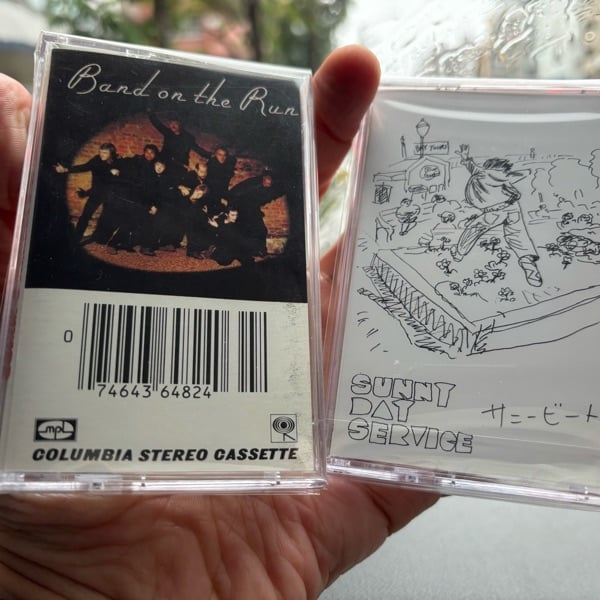 Band on the Run
0
74643 64824
mpl
COLUMBIA STEREO CASSETTE
SUNNY
DAY
SERVICE
サニービート